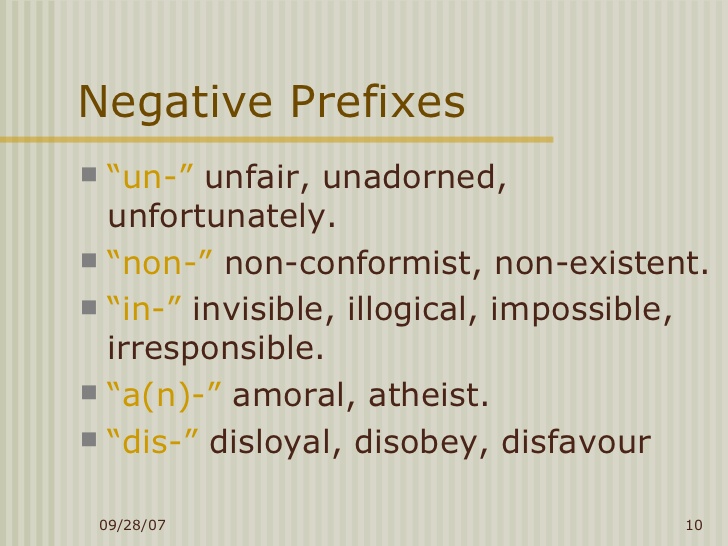 Negative Prefixes
“un-” unfair, unadorned,
unfortunately.
“non-” non-conformist, non-existent.
“in-” invisible, illogical, impossible,
irresponsible.
“a(n)-” amoral, atheist.
“dis-” disloyal, disobey, disfavour
09/28/07 10